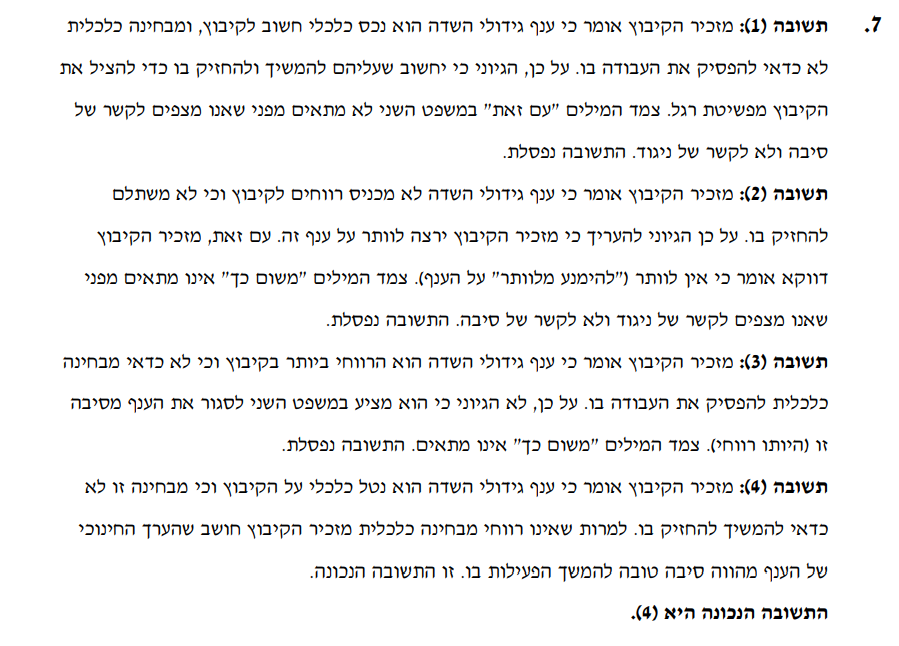 7. תשובה (1): מזכיר הקיבוץ אומר כי ענף גידולי השדה הוא נכס כלכלי חשוב לקיבוץ, ומבחינה כלכלית
לא כדאי להפסיק את העבודה בו. על כן, הגיוני כי יחשוב שעליהם להמשיך ולהחזיק בו כדי להציל את
הקיבוץ מפשיטת רגל. צמד המילים "עם זאת" במשפט השני לא מתאים מפני שאנו מצפים לקשר של
סיבה ולא לקשר של ניגוד. התשובה נפסלת.
תשובה (2): מזכיר הקיבוץ אומר כי ענף גידולי השדה לא מכניס רווחים לקיבוץ וכי לא משתלם
להחזיק בו. על כן הגיוני להעריך כי מזכיר הקיבוץ ירצה לוותר על ענף זה. עם זאת, מזכיר הקיבוץ
דווקא אומר כי אין לוותר ("להימנע מלוותר" על הענף). צמד המילים "משום כך" אינו מתאים מפני
שאנו מצפים לקשר של ניגוד ולא לקשר של סיבה. התשובה נפסלת.
תשובה (3): מזכיר הקיבוץ אומר כי ענף גידולי השדה הוא הרווחי ביותר בקיבוץ וכי לא כדאי מבחינה
כלכלית להפסיק את העבודה בו. על כן, לא הגיוני כי הוא מציע במשפט השני לסגור את הענף מסיבה
זו (היותו רווחי). צמד המילים "משום כך" אינו מתאים. התשובה נפסלת.
תשובה (4): מזכיר הקיבוץ אומר כי ענף גידולי השדה הוא נטל כלכלי על הקיבוץ וכי מבחינה זו לא
כדאי להמשיך להחזיק בו. למרות שאינו רווחי מבחינה כלכלית מזכיר הקיבוץ חושב שהערך החינוכי
של הענף מהווה סיבה טובה להמשך הפעילות בו. זו התשובה הנכונה.
התשובה הנכונה היא (4).